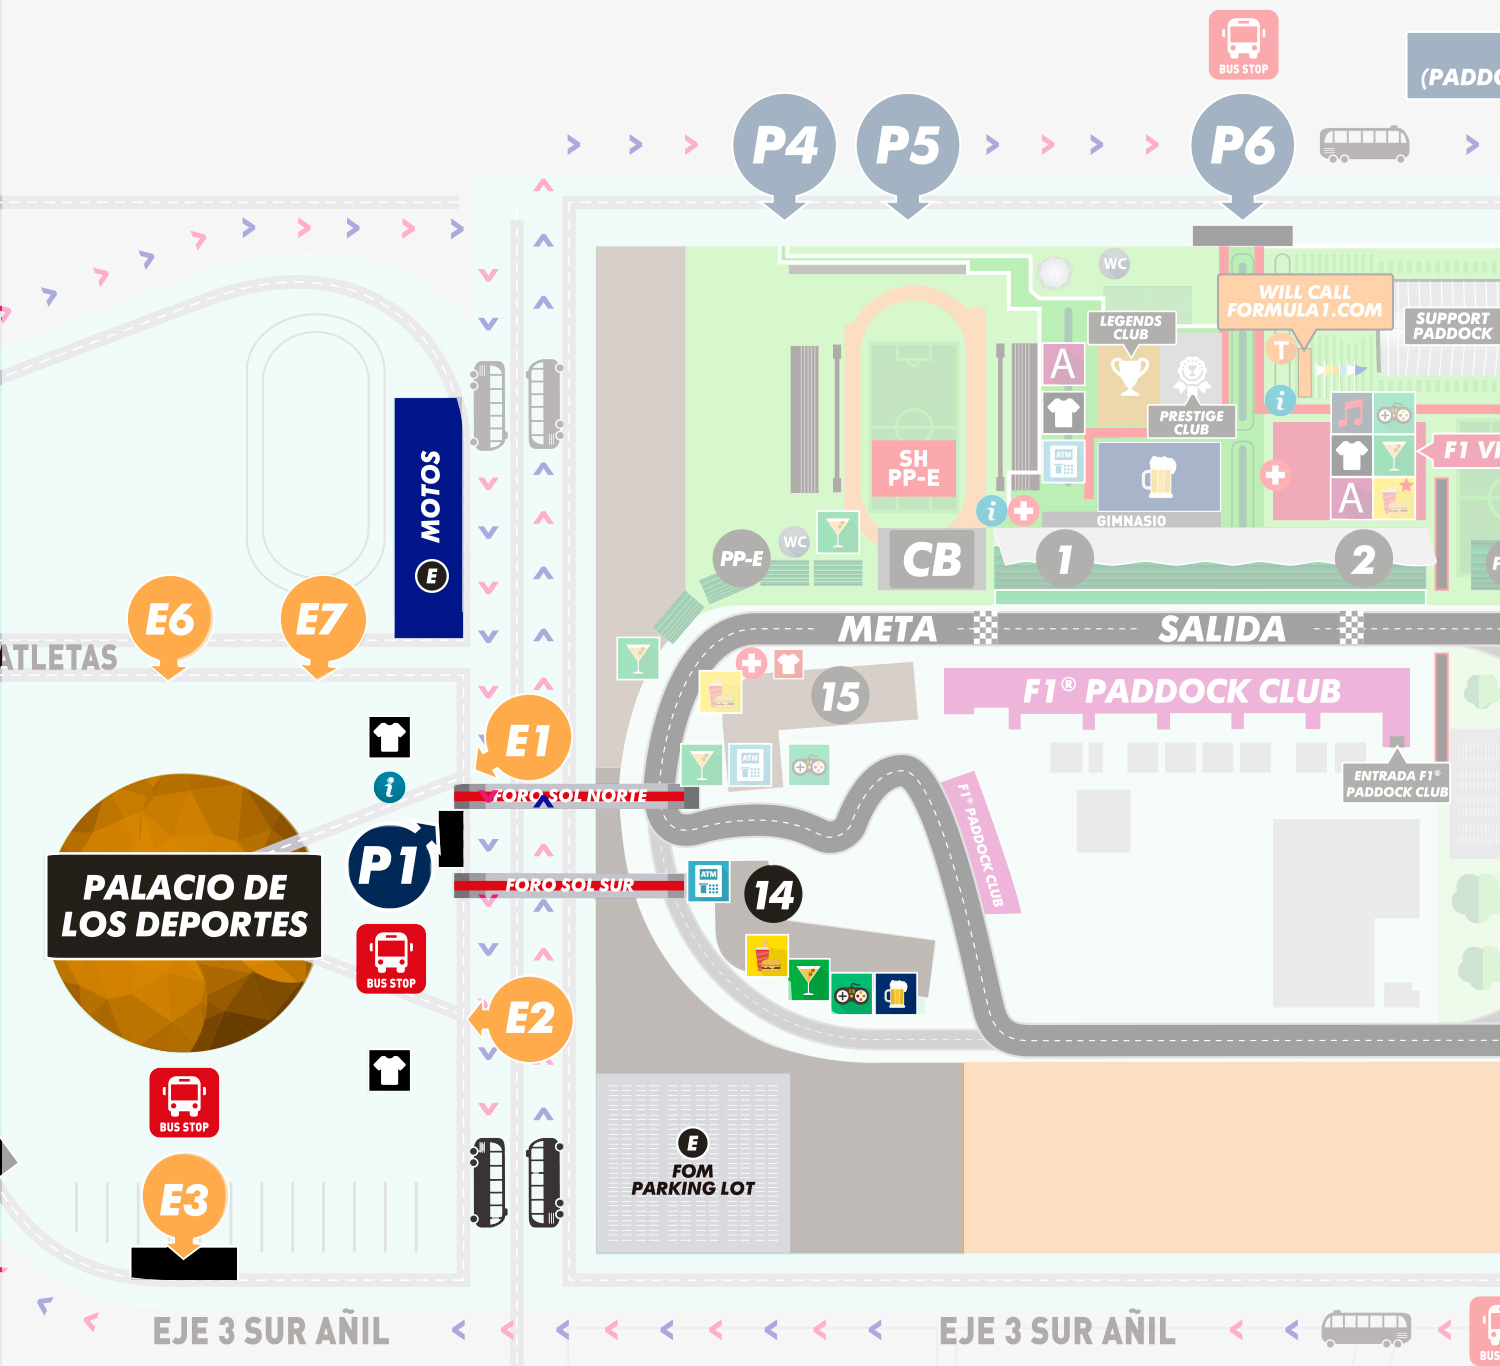 BUS STOP
(PADDO
P4
P5
P6
WC
WILL CALL
FORMULA1.COM
LEGENDS
CLUB
SUPPORT
PADDOCK
T
A
i
PRESTIGE
CLUB
ATM
SH
PP-E
F1 VI
A
MOTOS
E
i
GIMNASIO
PP-E
WC
CB
1
2
P
E6
E7
META
SALIDA
ATLETAS
15
F1® PADDOCK CLUB
E1
ATM
ENTRADA F1®
PADDOCK CLUB
i
FORO SOL NORTE
F1® PADDOCK CLUB
P1
PALACIO DE
LOS DEPORTES
FORO SOL SUR
ATM
14
BUS STOP
E2
BUS STOP
E
FOM
PARKING LOT
E3
EJE 3 SUR AÑIL
EJE 3 SUR AÑIL
BUS